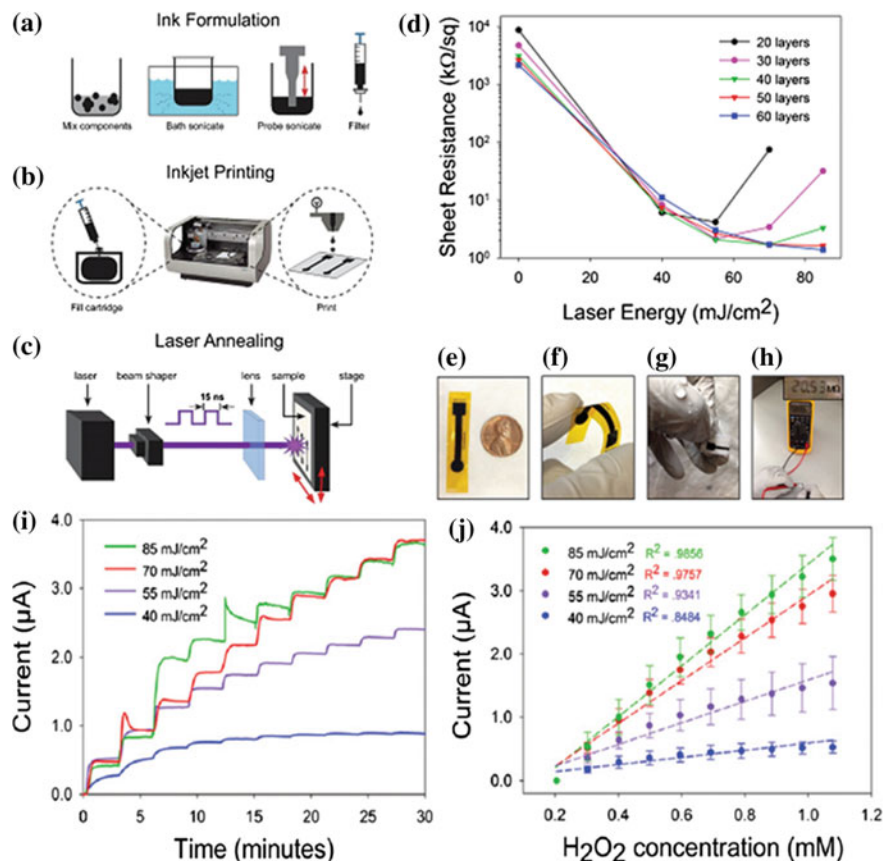 (a)
Ink Formulation
Mix components
Bath sonicate
Probe sonicate
Filter
(b)
Inkjet Printing
Fill cartridge
Print
(c)
Laser Annealing
laser
beam shaper
15 ns
lens
sample
stage
(d)
Sheet Resistance (kΩ/sq)
10⁴
10³
10²
10¹
10⁰
20 layers
30 layers
40 layers
50 layers
60 layers
0 20 40 60 80
Laser Energy (mJ/cm²)
(e)
(f)
(g)
(h)
20.53 MΩ
(i)
Current (µA)
4.0
3.0
2.0
1.0
0.0
85 mJ/cm²
70 mJ/cm²
55 mJ/cm²
40 mJ/cm²
0 5 10 15 20 25 30
Time (minutes)
(j)
Current (µA)
4.0
3.0
2.0
1.0
0.0
85 mJ/cm² R² = .9856
70 mJ/cm² R² = .9757
55 mJ/cm² R² = .9341
40 mJ/cm² R² = .8484
0.2 0.4 0.6 0.8 1.0 1.2
H₂O₂ concentration (mM)